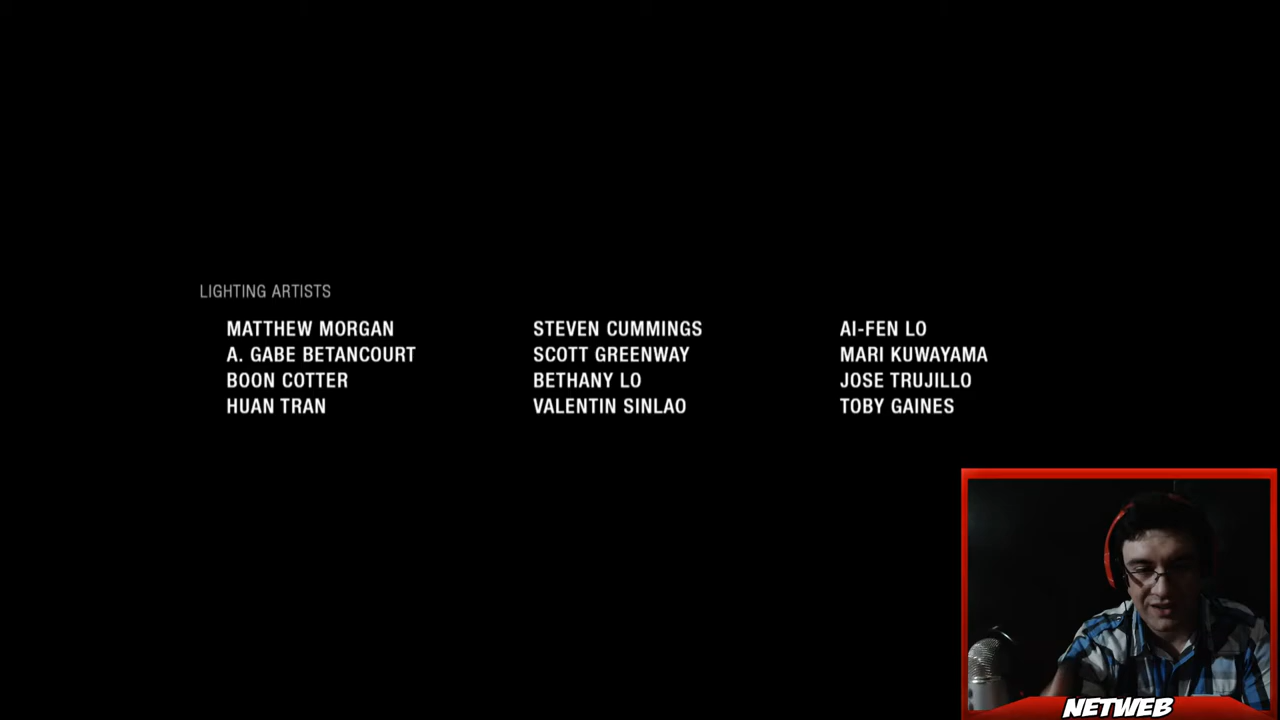 LIGHTING ARTISTS
MATTHEW MORGAN
A. GABE BETANCOURT
BOON COTTER
HUAN TRAN
STEVEN CUMMINGS
SCOTT GREENWAY
BETHANY LO
VALENTIN SINLAO
AI-FEN LO
MARI KUWAYAMA
JOSE TRUJILLO
TOBY GAINES
NETWEB